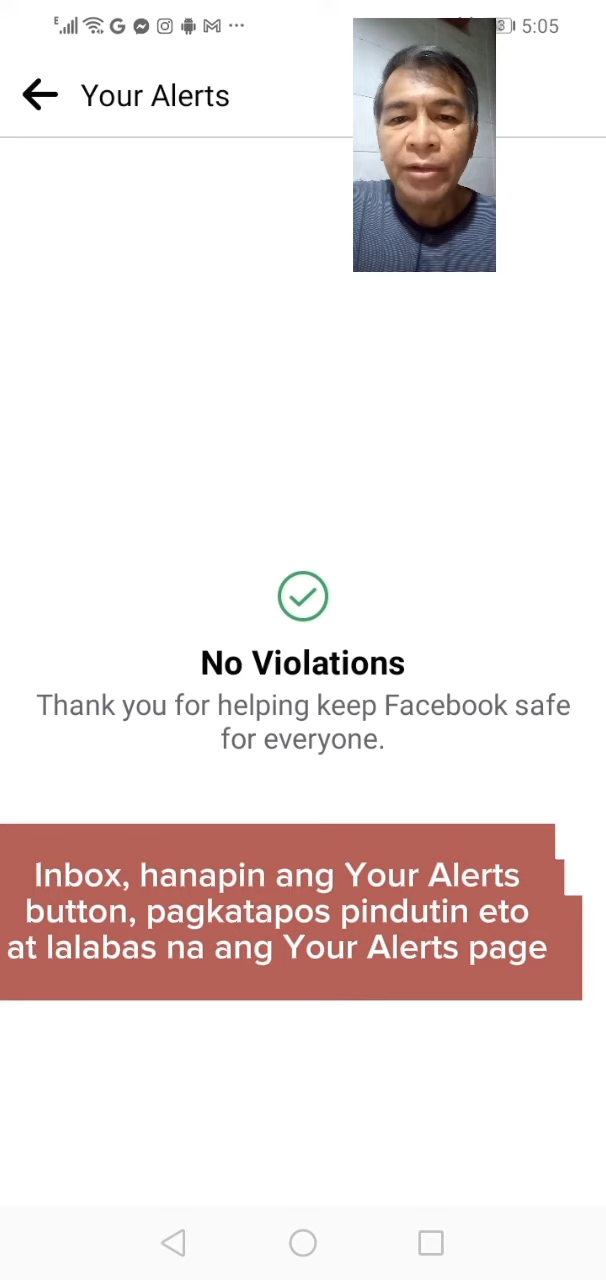 E
5:05
Your Alerts
No Violations
Thank you for helping keep Facebook safe
for everyone.
Inbox, hanapin ang Your Alerts
button, pagkatapos pindutin eto
at lalabas na ang Your Alerts page